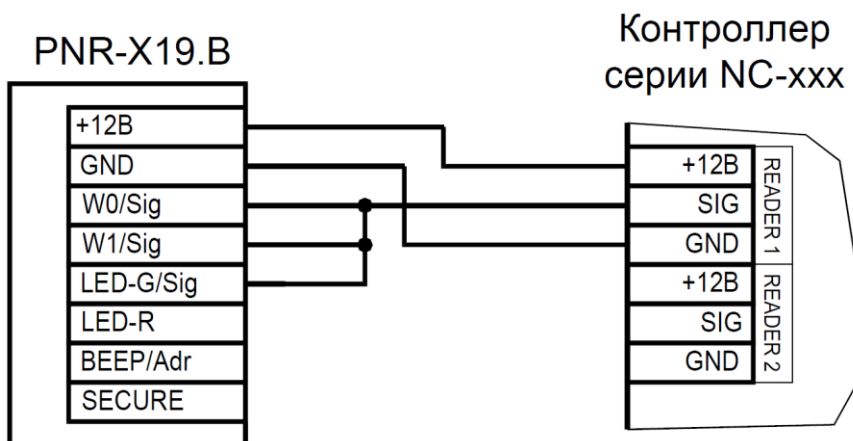 PNR-X19.B
Контроллер
серии NC-xxx
+12В
GND
W0/Sig
W1/Sig
LED-G/Sig
LED-R
BEEP/Adr
SECURE
+12В
SIG
GND
READER 1
+12В
SIG
GND
READER 2